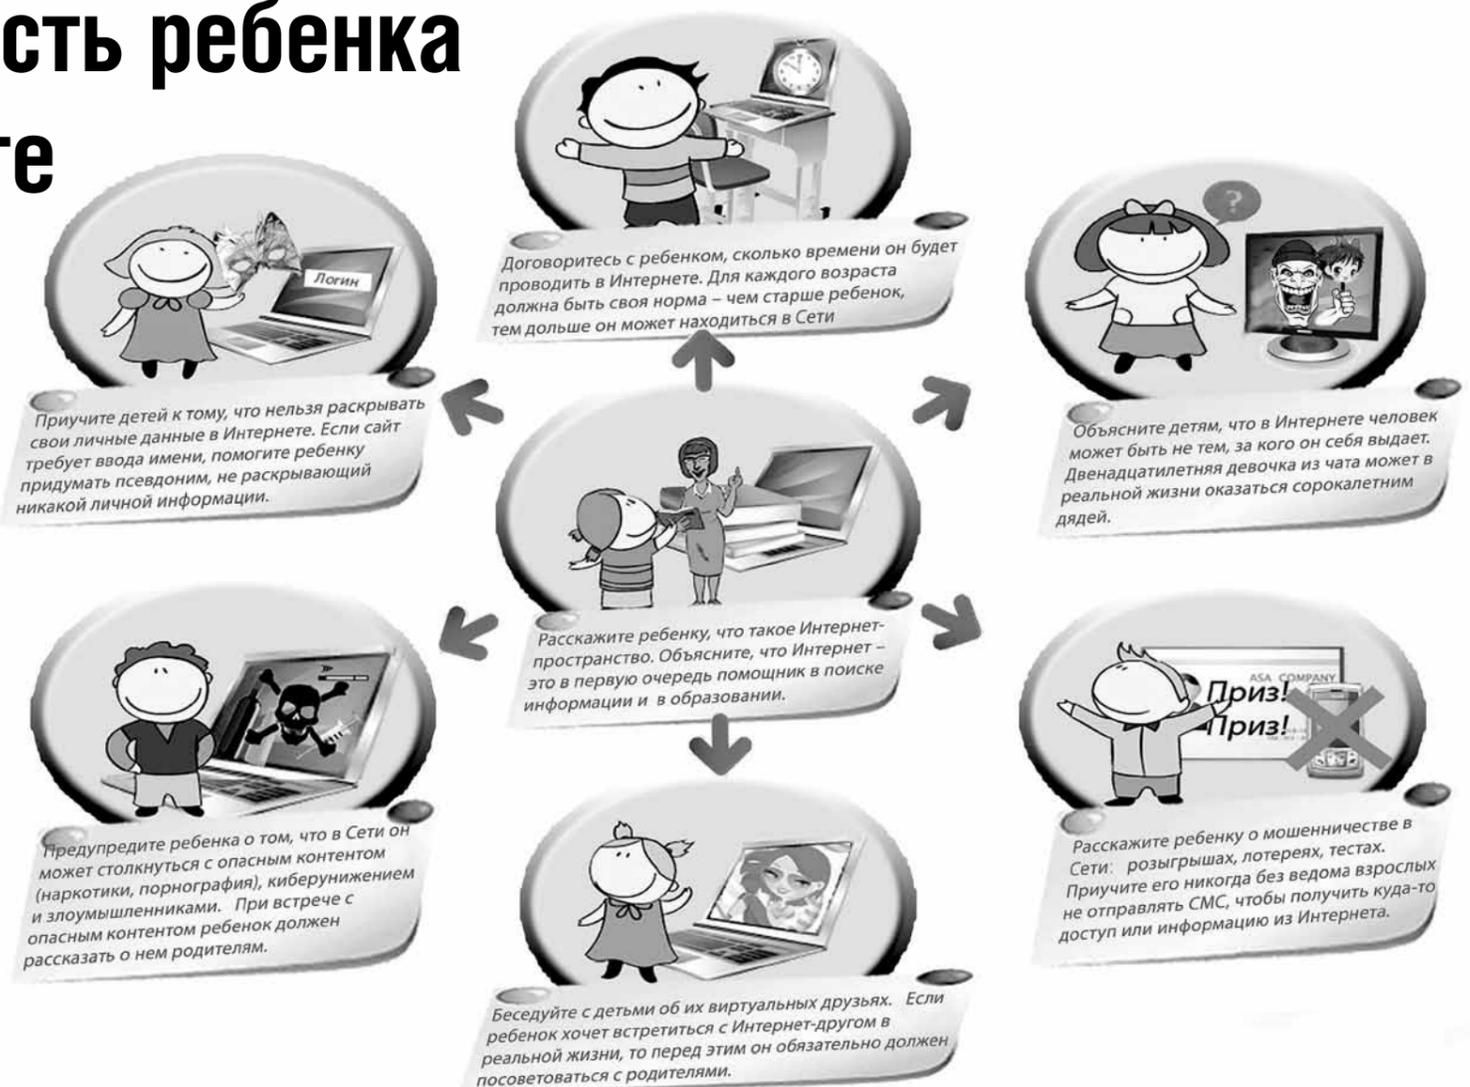 сть ребенка
те
Договоритесь с ребенком, сколько времени он будет
проводить в Интернете. Для каждого возраста
должна быть своя норма – чем старше ребенок,
тем дольше он может находиться в Сети
Логин
Приучите детей к тому, что нельзя раскрывать
свои личные данные в Интернете. Если сайт
требует ввода имени, помогите ребенку
придумать псевдоним, не раскрывающий
никакой личной информации.
?
Объясните детям, что в Интернете человек
может быть не тем, за кого он себя выдает.
Двенадцатилетняя девочка из чата может в
реальной жизни оказаться сорокалетним
дядей.
Расскажите ребенку, что такое Интернет-
пространство. Объясните, что Интернет –
это в первую очередь помощник в поиске
информации и в образовании.
Предупредите ребенка о том, что в Сети он
может столкнуться с опасным контентом
(наркотики, порнография), киберунижением
и злоумышленниками. При встрече с
опасным контентом ребенок должен
рассказать о нем родителям.
ASA COMPANY
Приз!
Приз!
Расскажите ребенку о мошенничестве в
Сети: розыгрышах, лотереях, тестах.
Приучите его никогда без ведома взрослых
не отправлять СМС, чтобы получить куда-то
доступ или информацию из Интернета.
Беседуйте с детьми об их виртуальных друзьях. Если
ребенок хочет встретиться с Интернет-другом в
реальной жизни, то перед этим он обязательно должен
посоветоваться с родителями.